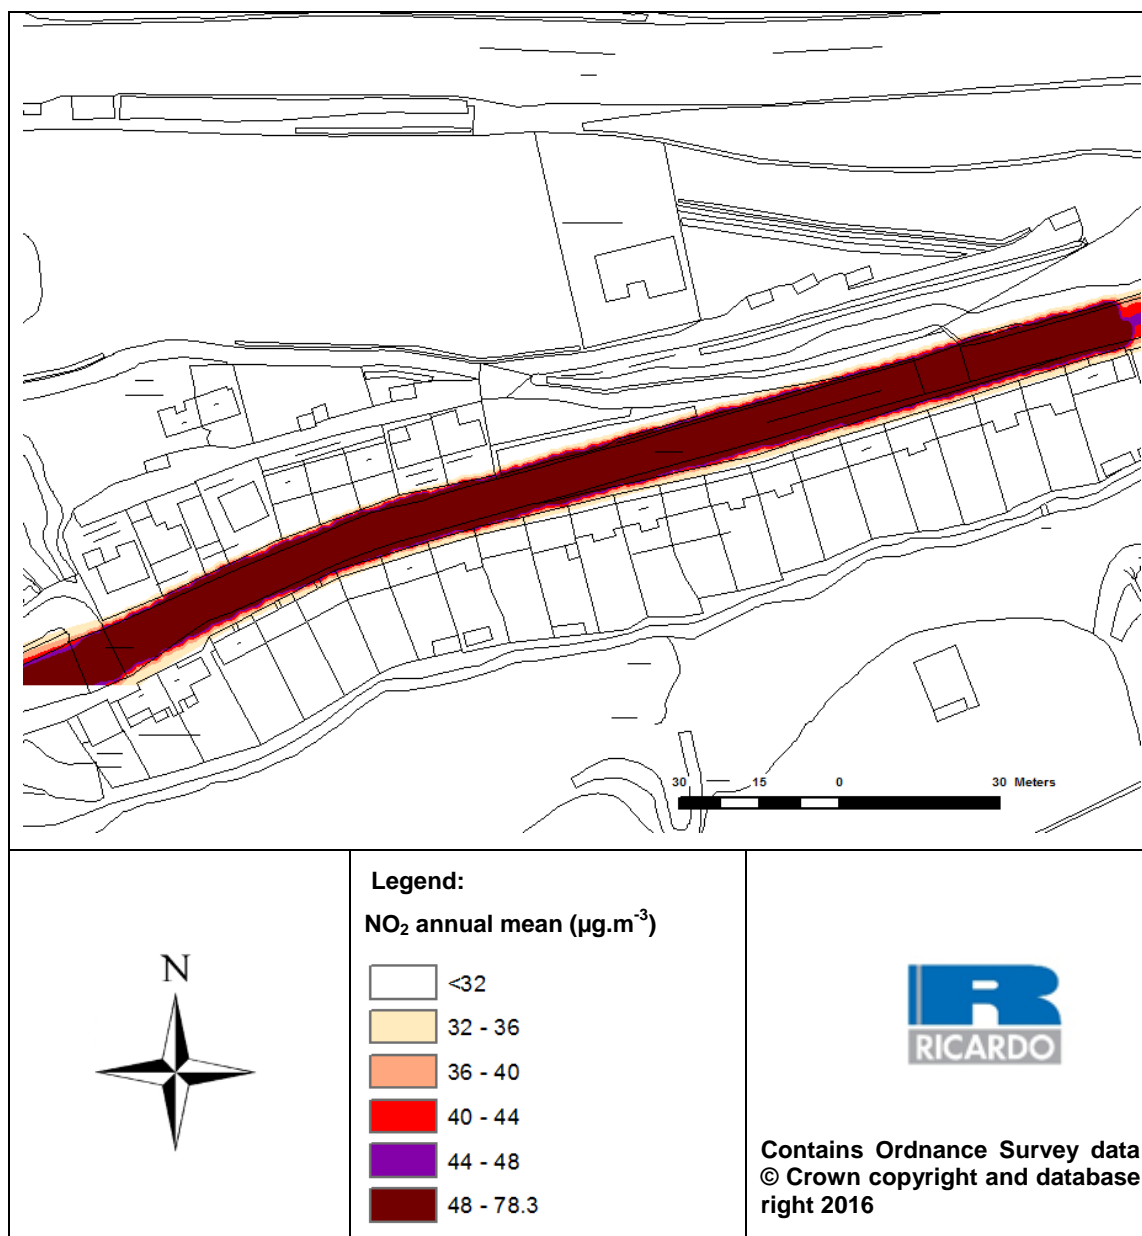 30 15 0 30 Meters
N
Legend:
NO₂ annual mean (µg.m⁻³)
<32
32 - 36
36 - 40
40 - 44
44 - 48
48 - 78.3
R
RICARDO
Contains Ordnance Survey data
© Crown copyright and database
right 2016